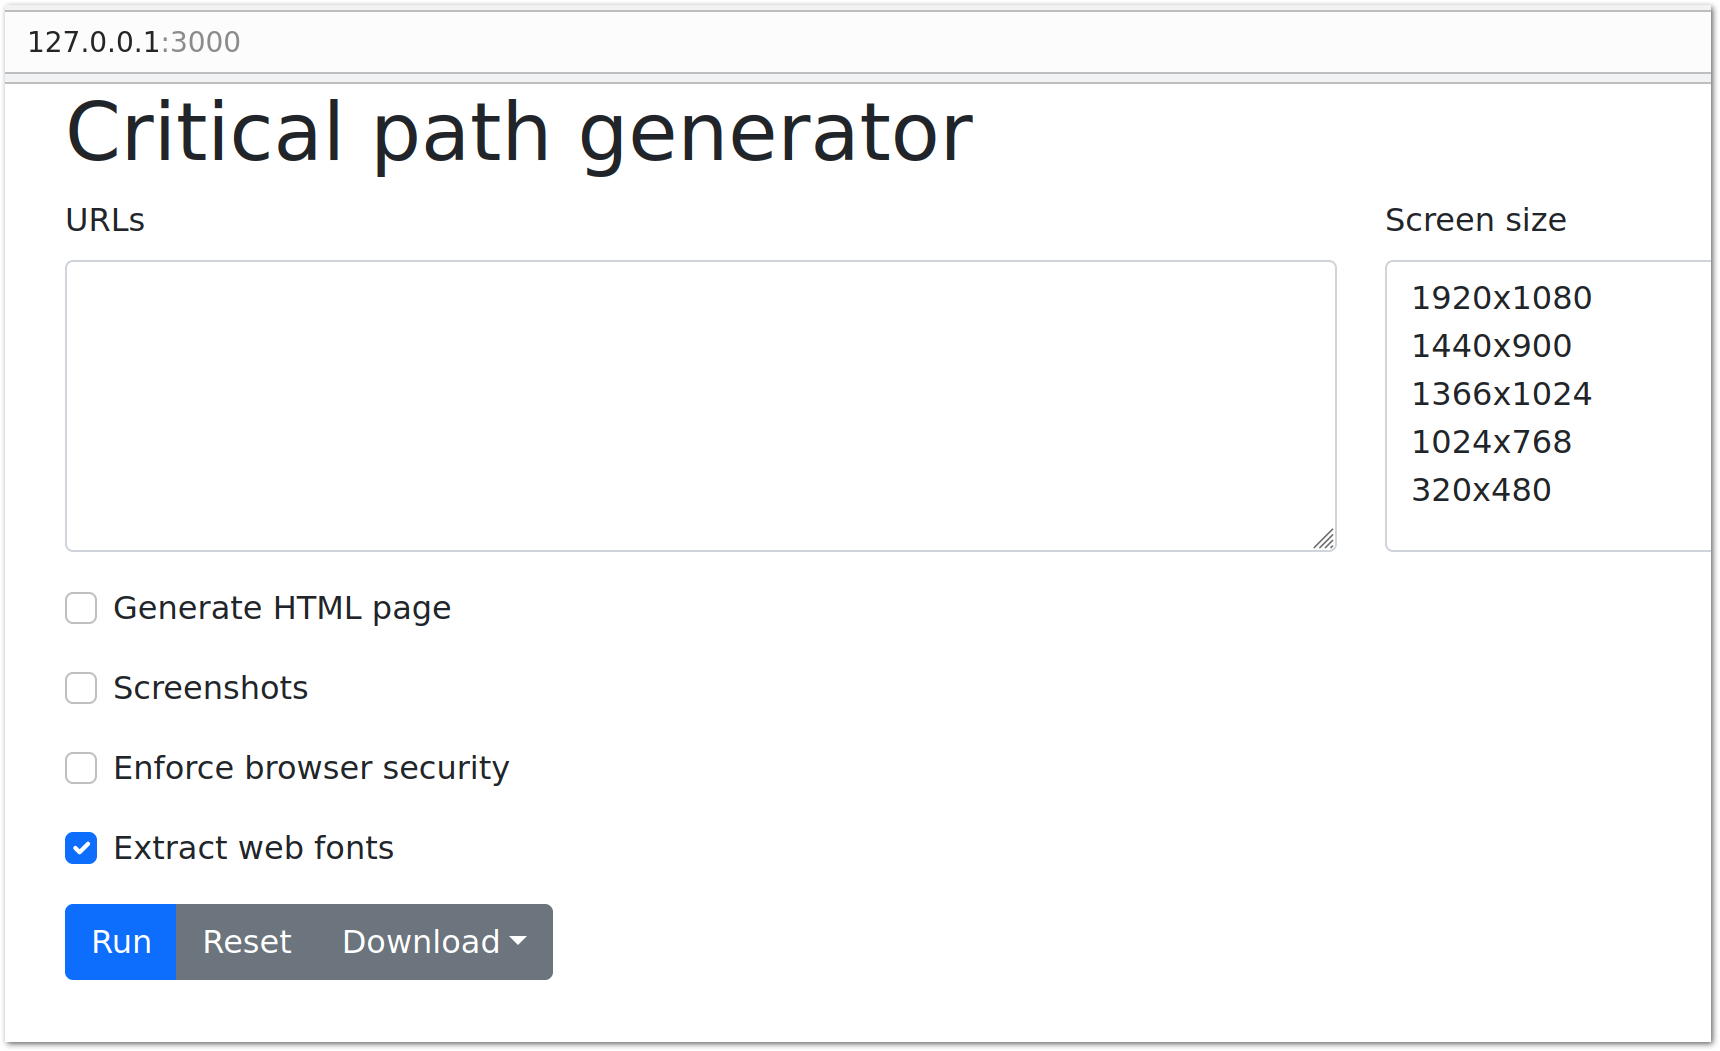 127.0.0.1:3000
Critical path generator
URLs
Screen size
1920x1080
1440x900
1366x1024
1024x768
320x480
Generate HTML page
Screenshots
Enforce browser security
Extract web fonts
Run Reset Download